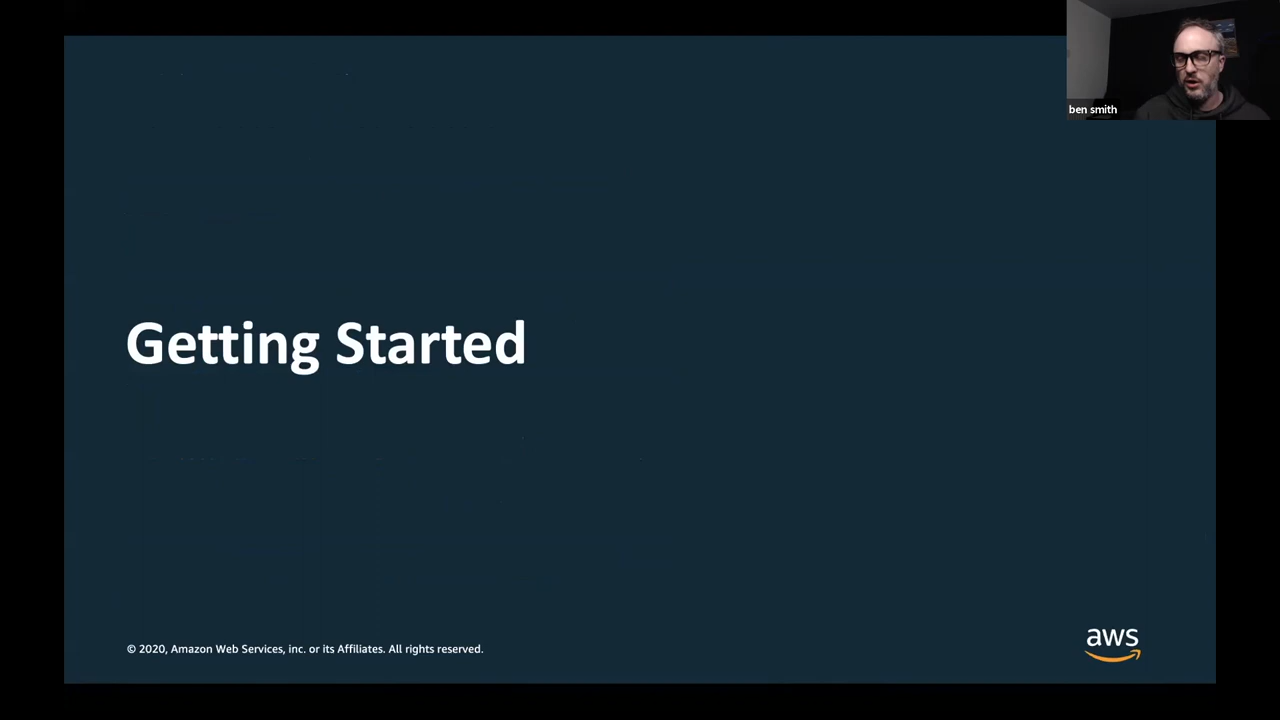 ben smith
Getting Started
© 2020, Amazon Web Services, inc. or its Affiliates. All rights reserved.
aws